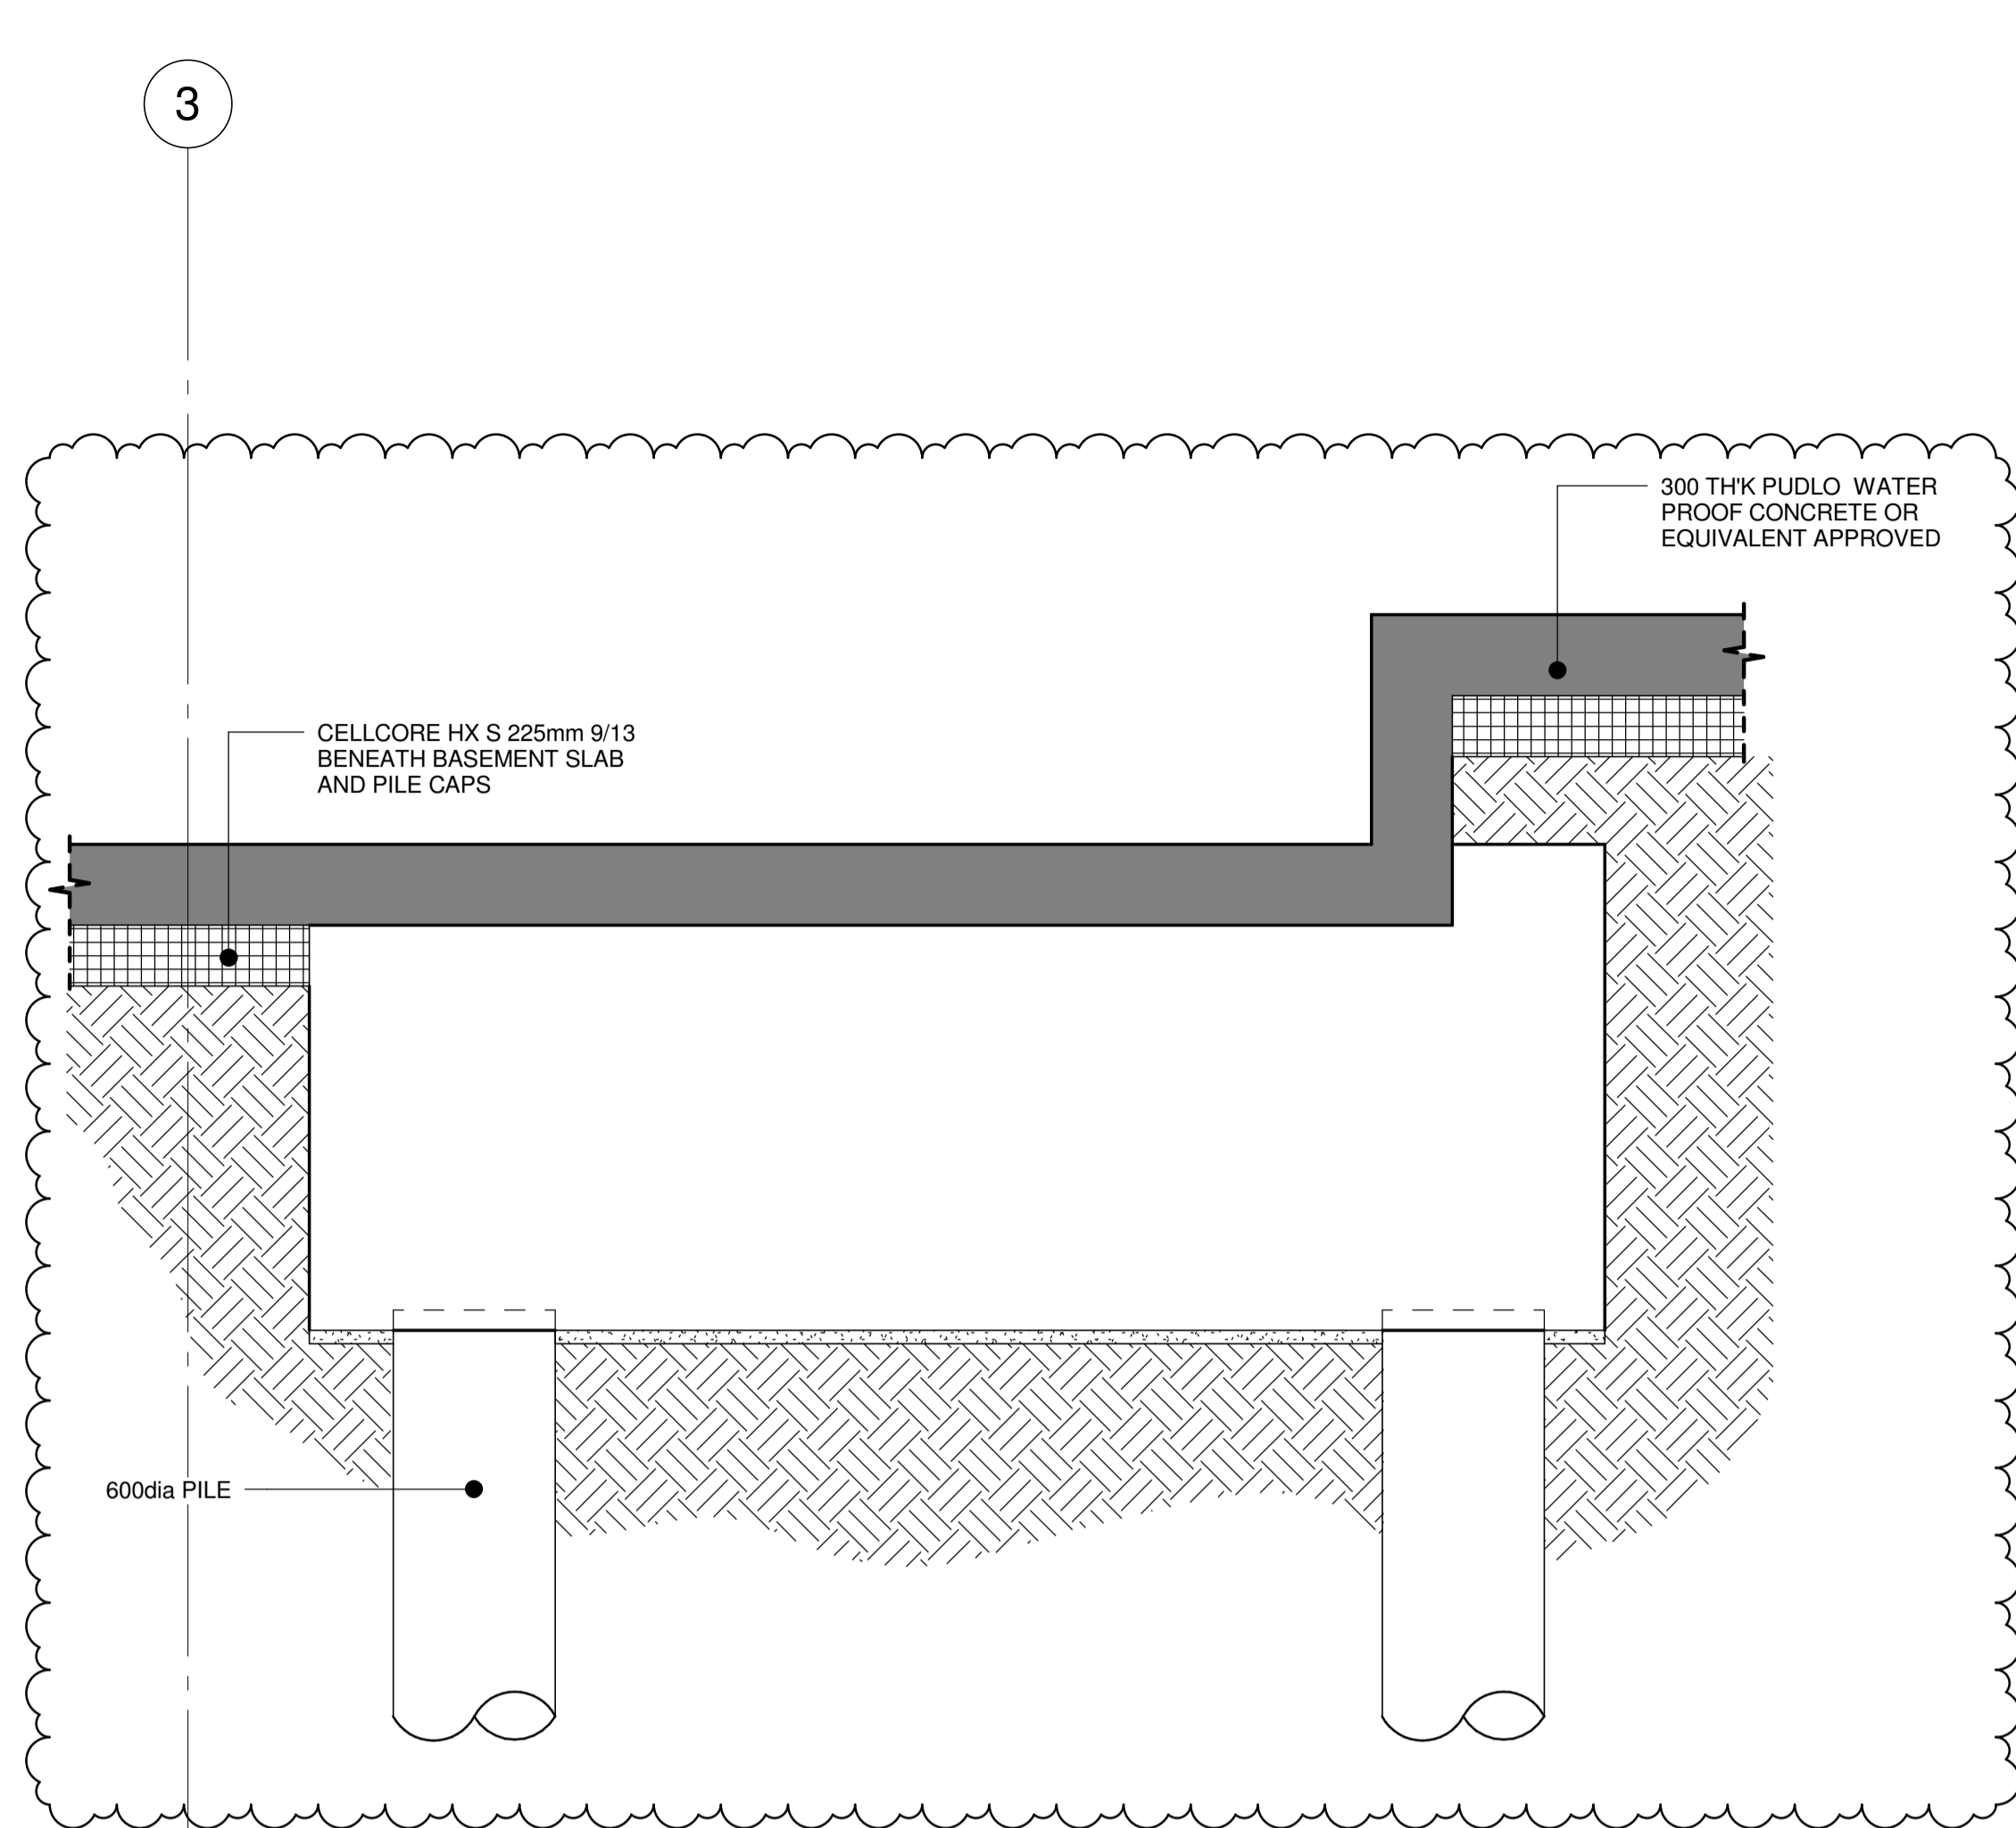 3
300 TH'K PUDLO  WATER
PROOF CONCRETE OR
EQUIVALENT APPROVED
CELLCORE HX S 225mm 9/13
BENEATH BASEMENT SLAB
AND PILE CAPS
600dia PILE